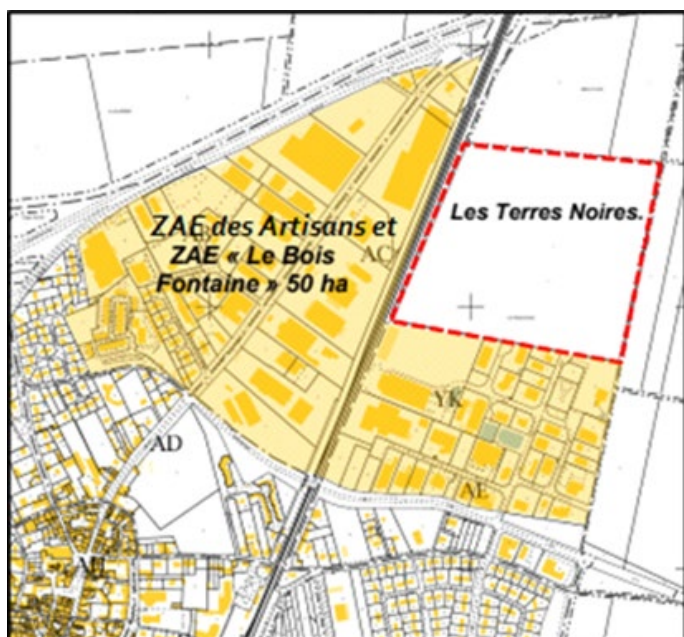 ZAE des Artisans et
ZAE « Le Bois
Fontaine » 50 ha
Les Terres Noires.
AC
YK
AD
AE